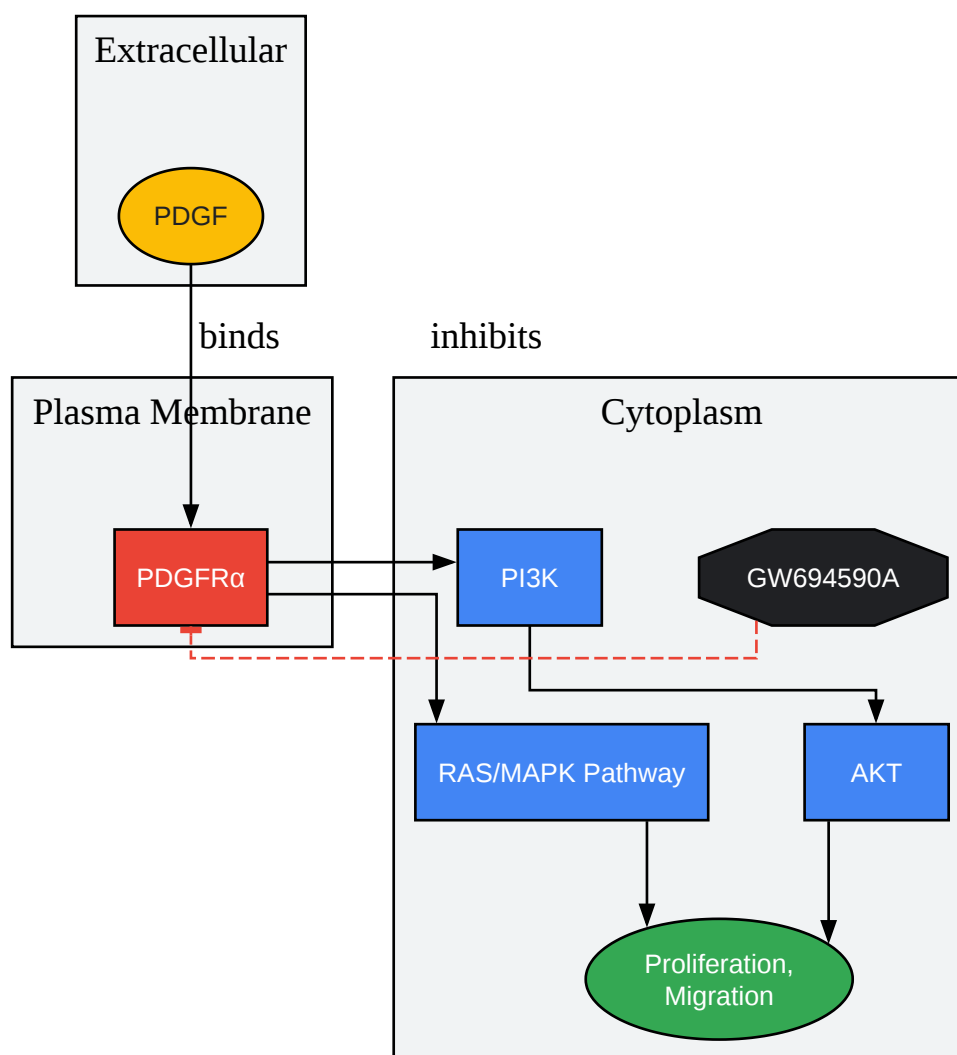 Extracellular
PDGF
binds
inhibits
Plasma Membrane
Cytoplasm
PDGFRα
PI3K
GW694590A
RAS/MAPK Pathway
AKT
Proliferation,
Migration